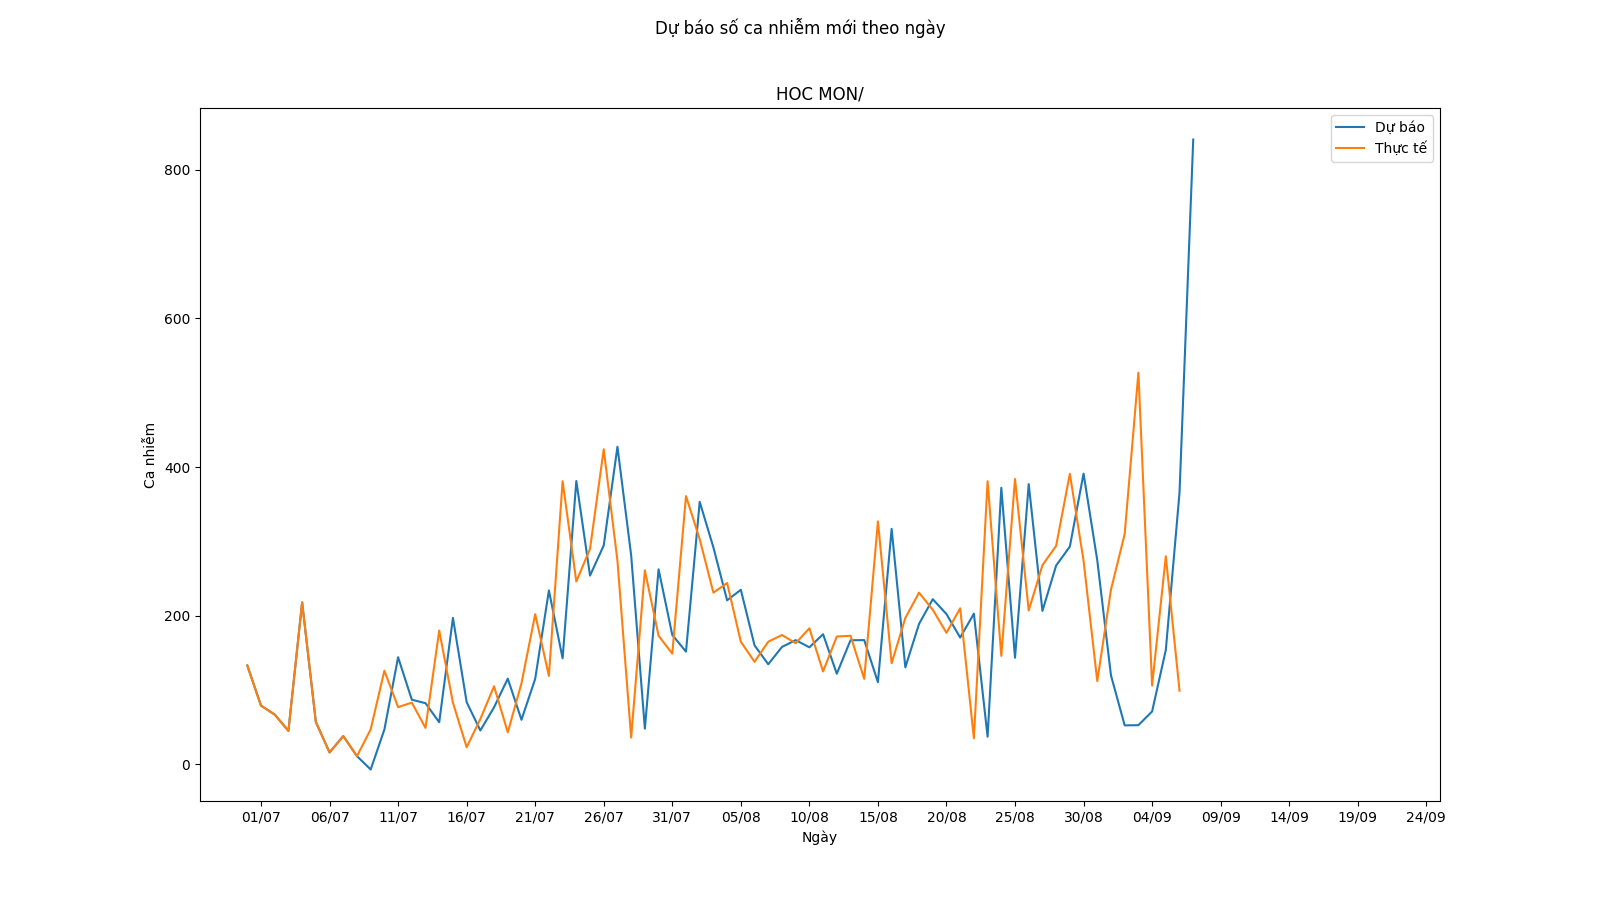 Dự báo số ca nhiễm mới theo ngày
HOC MON/
Dự báo
Thực tế
800
600
400
200
0
Ca nhiễm
01/07 06/07 11/07 16/07 21/07 26/07 31/07 05/08 10/08 15/08 20/08 25/08 30/08 04/09 09/09 14/09 19/09 24/09
Ngày